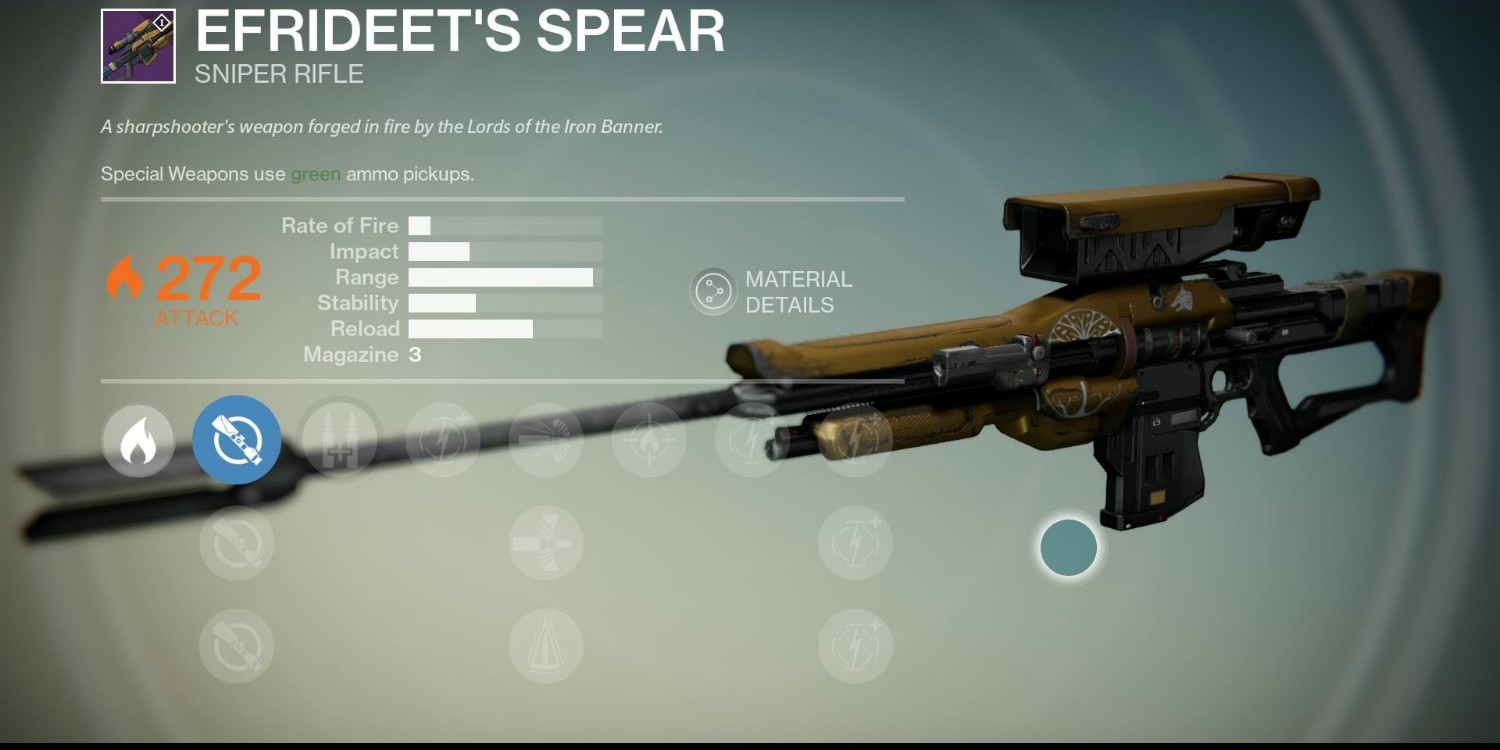 EFRIDEET'S SPEAR
SNIPER RIFLE
A sharpshooter's weapon forged in fire by the Lords of the Iron Banner.
Special Weapons use green ammo pickups.
272
ATTACK
Rate of Fire
Impact
Range
Stability
Reload
Magazine 3
MATERIAL
DETAILS